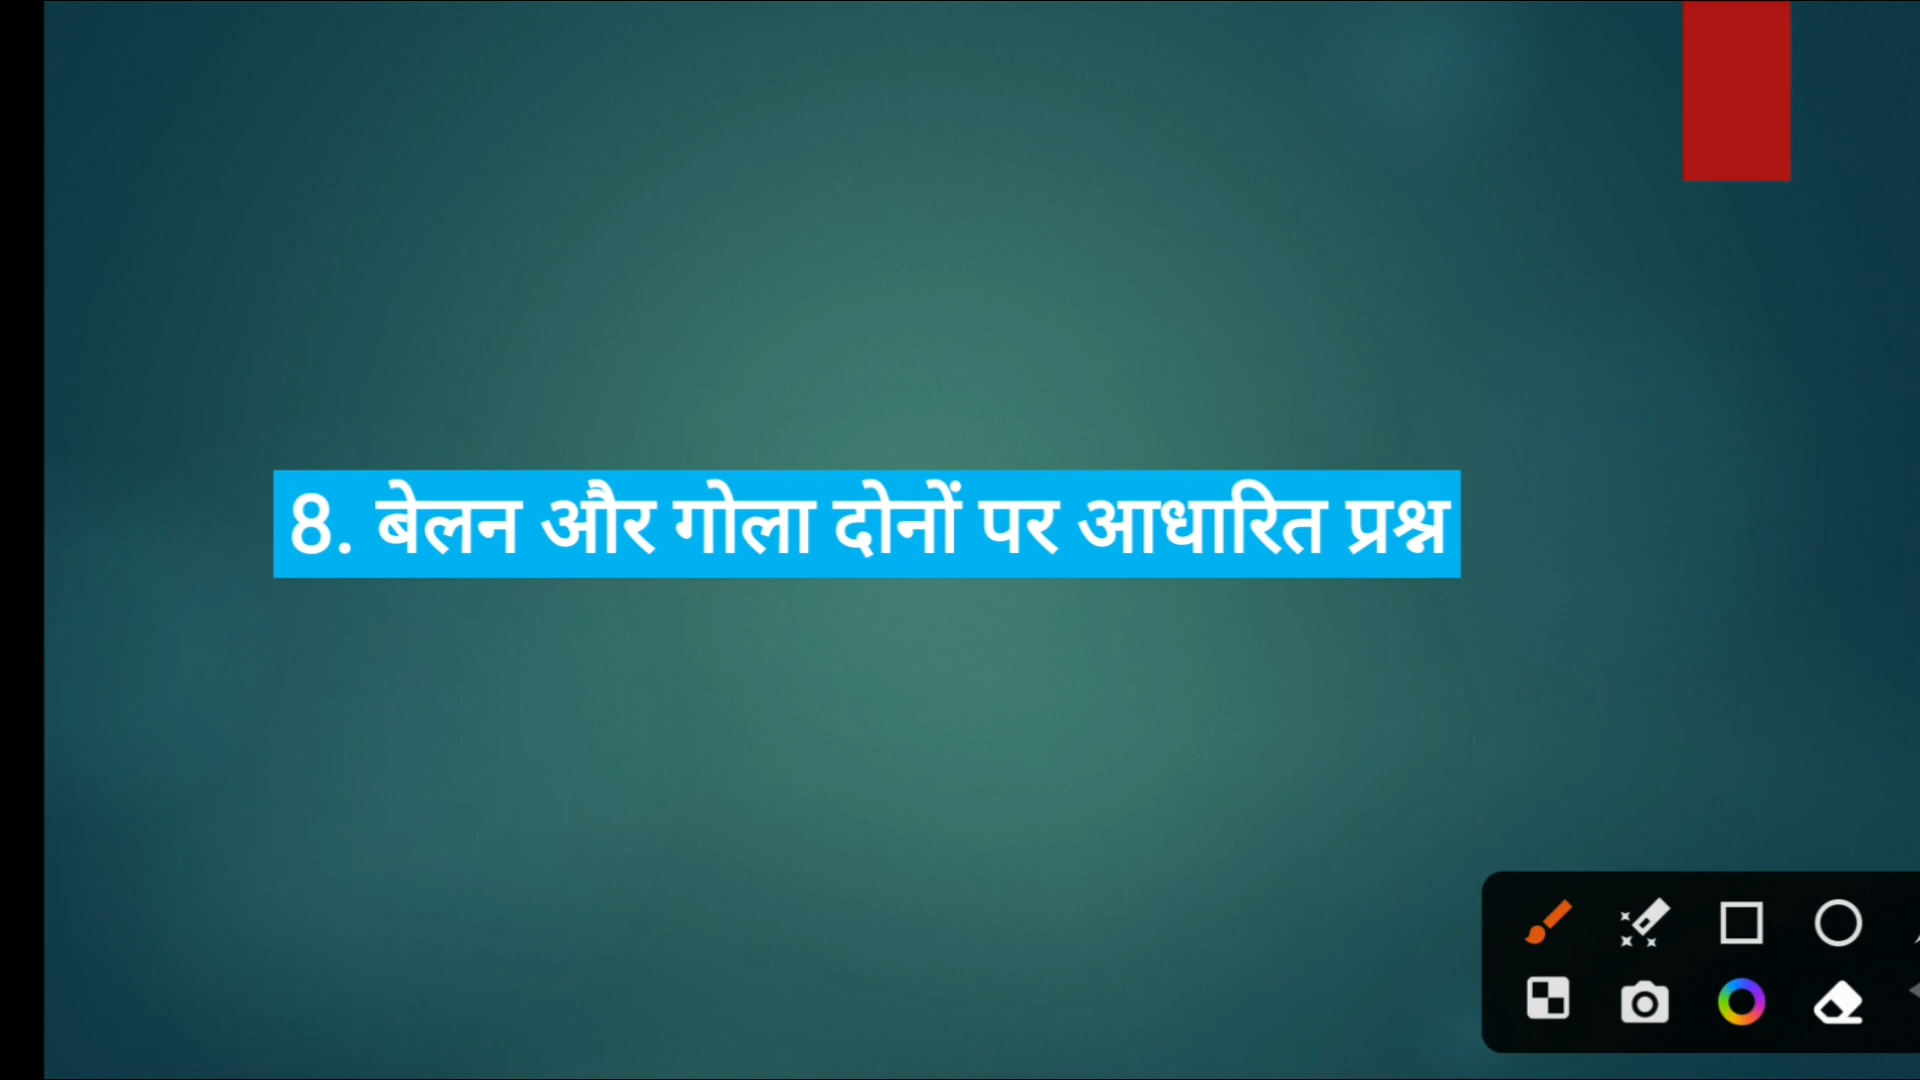 8. बेलन और गोला दोनों पर आधारित प्रश्न